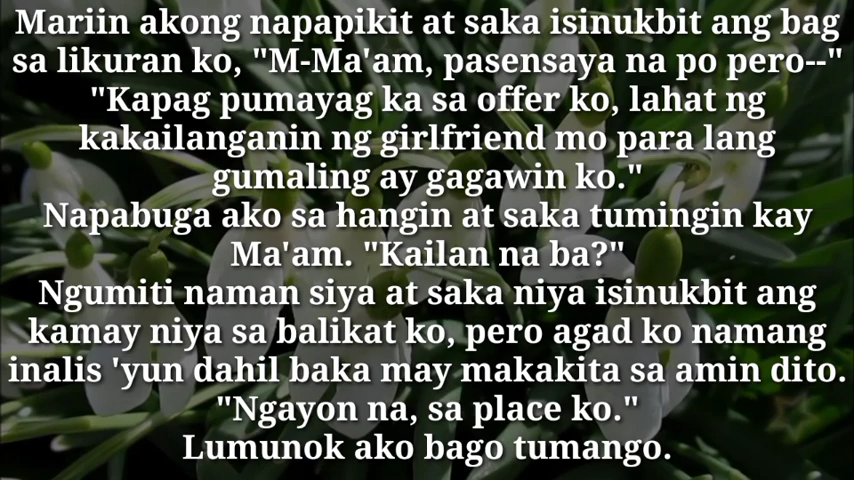 Mariin akong napapikit at saka isinukbit ang bag
sa likuran ko, "M-Ma'am, pasensaya na po pero--"
"Kapag pumayag ka sa offer ko, lahat ng
kakailanganin ng girlfriend mo para lang
gumaling ay gagawin ko."
Napabuga ako sa hangin at saka tumingin kay
Ma'am. "Kailan na ba?"
Ngumiti naman siya at saka niya isinukbit ang
kamay niya sa balikat ko, pero agad ko namang
inalis 'yun dahil baka may makakita sa amin dito.
"Ngayon na, sa place ko."
Lumunok ako bago tumango.